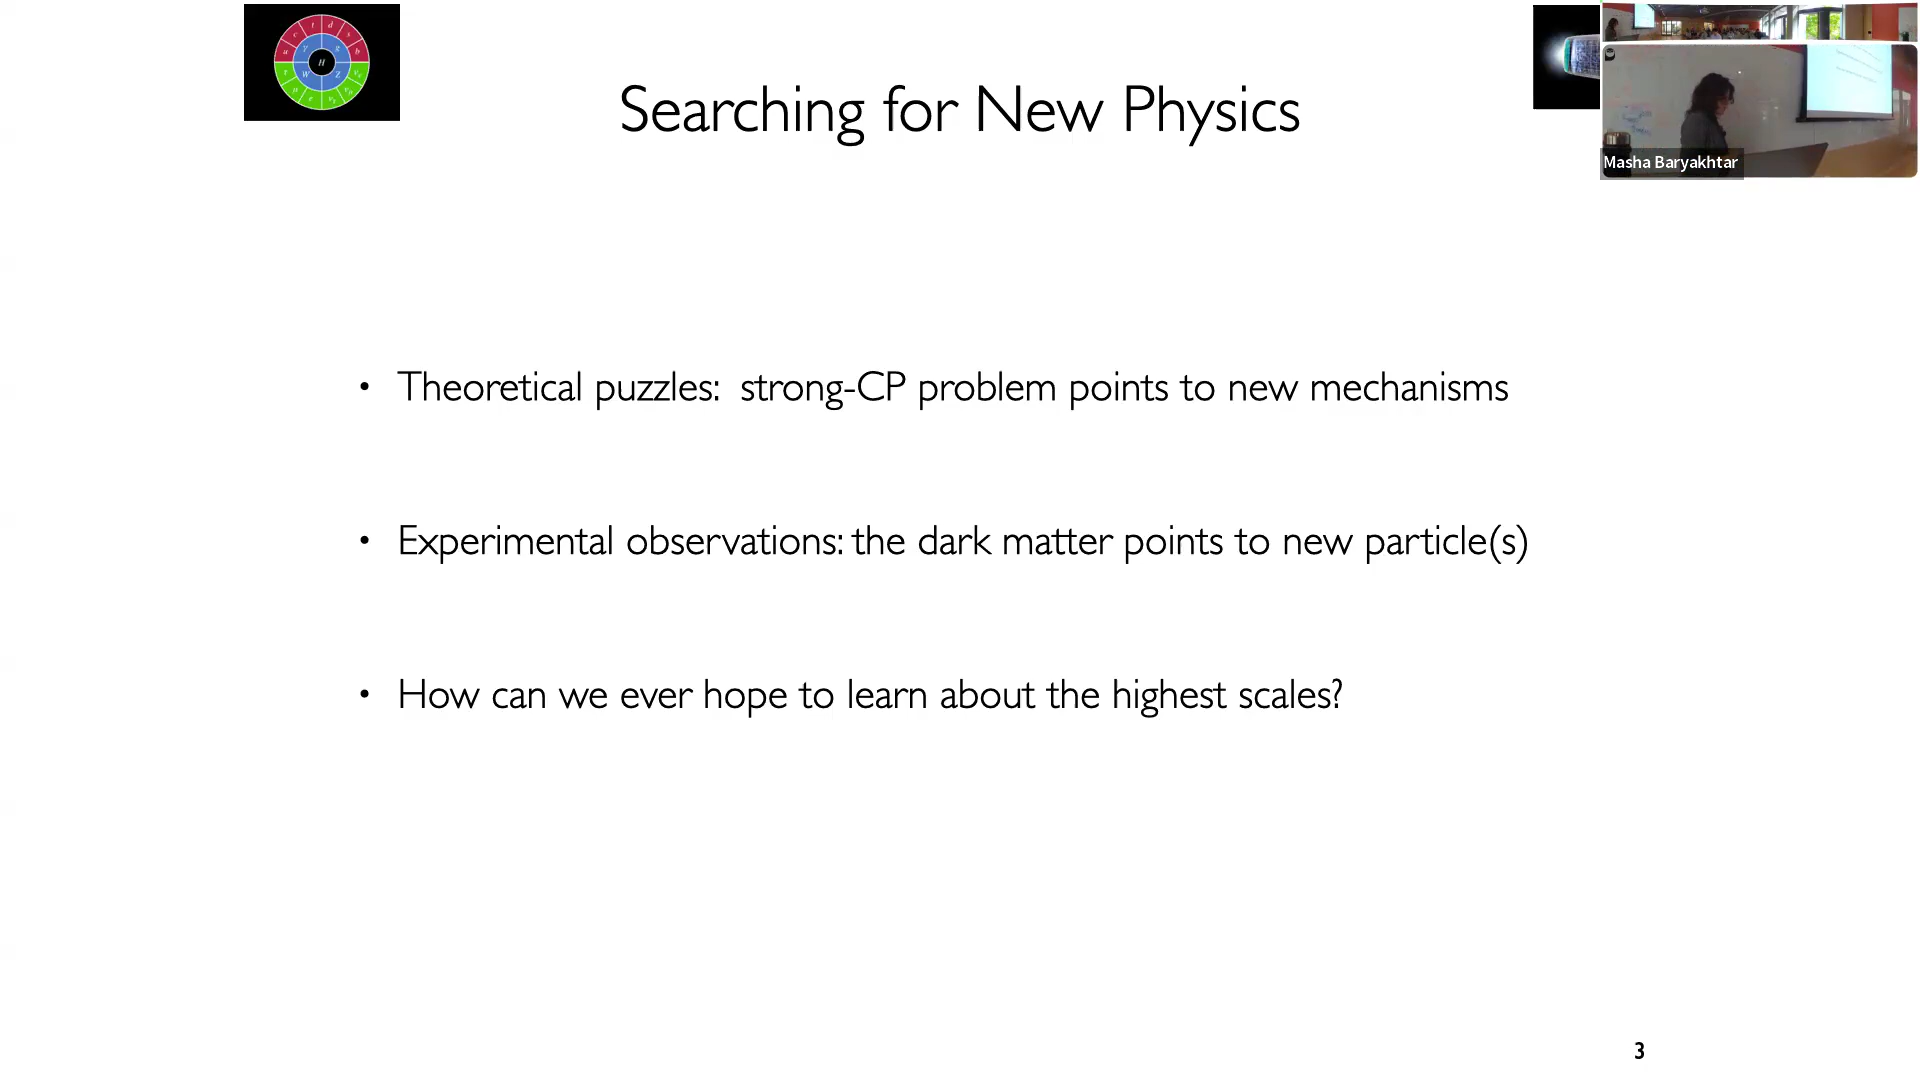 Searching for New Physics
Masha Baryakhtar
• Theoretical puzzles: strong-CP problem points to new mechanisms
• Experimental observations: the dark matter points to new particle(s)
• How can we ever hope to learn about the highest scales?
3